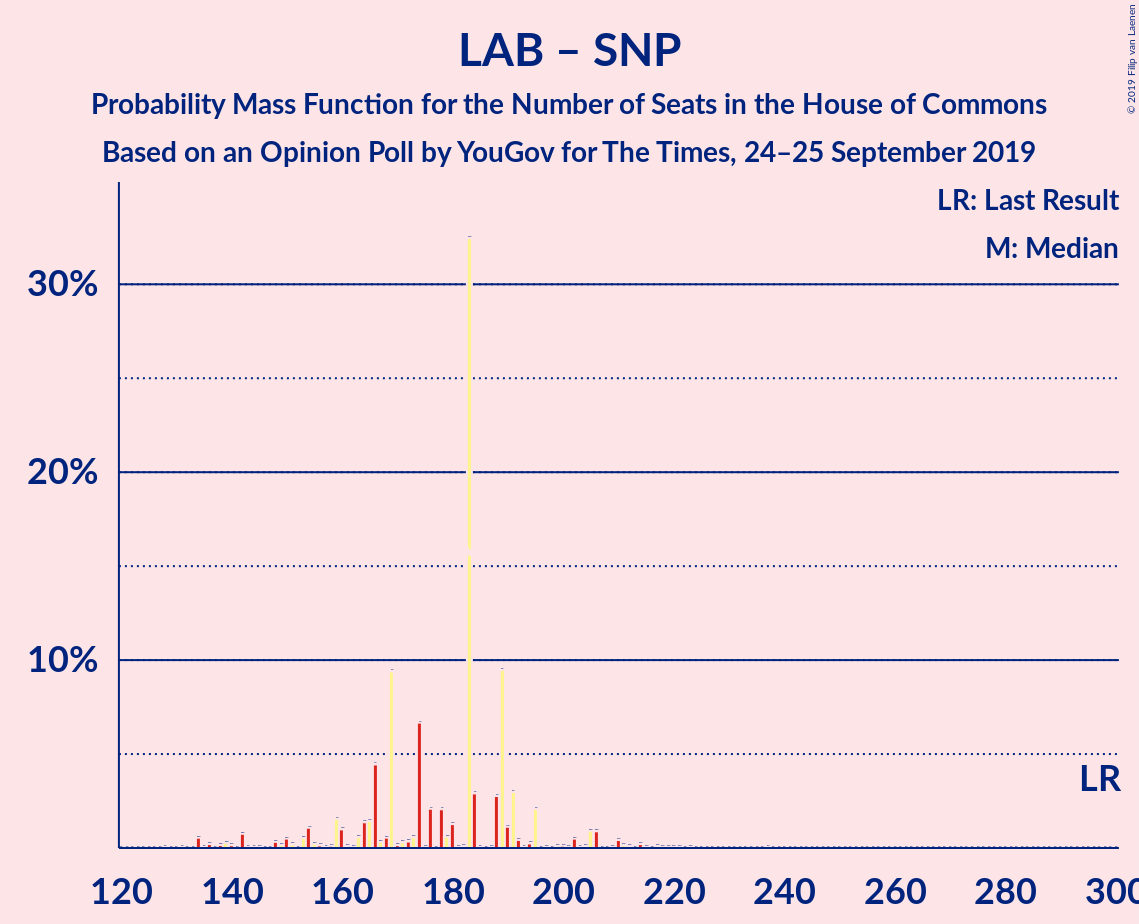 LAB – SNP
Probability Mass Function for the Number of Seats in the House of Commons
Based on an Opinion Poll by YouGov for The Times, 24–25 September 2019
© 2019 Filip van Laenen
LR: Last Result
M: Median
30%
20%
10%
LR
120 140 160 180 200 220 240 260 280 300